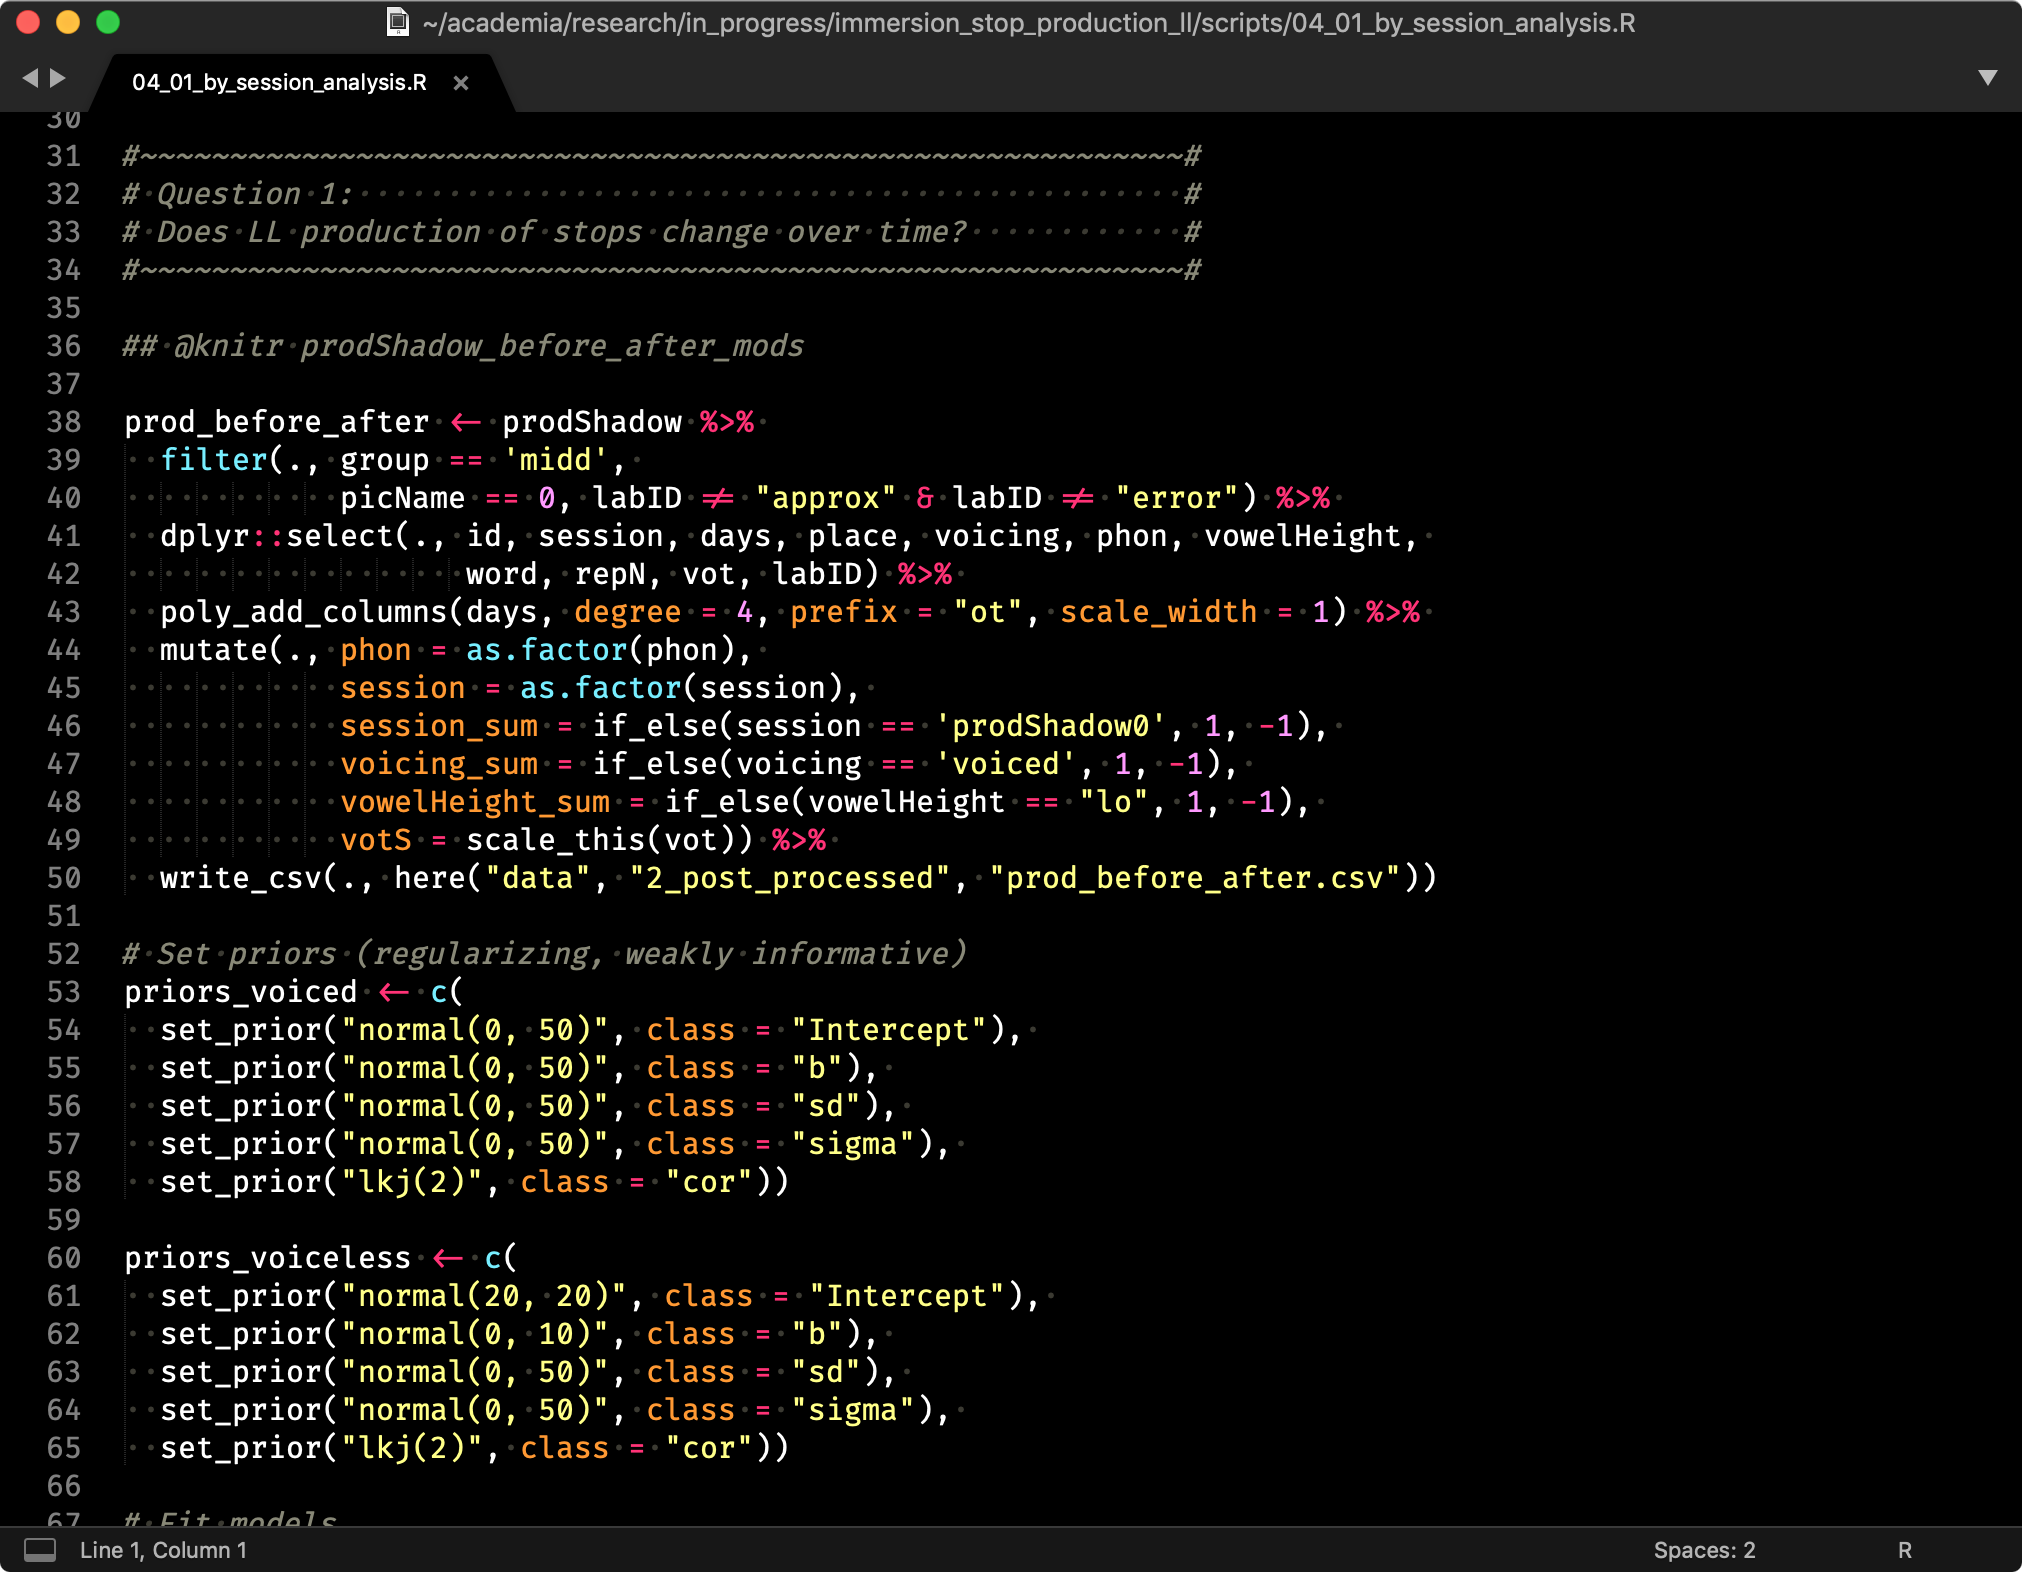 ~/academia/research/in_progress/immersion_stop_production_ll/scripts/04_01_by_session_analysis.R
04_01_by_session_analysis.R ×
30
31 #~~~~~~~~~~~~~~~~~~~~~~~~~~~~~~~~~~~~~~~~~~~~~~~~~~~~~~~~~~#
32 # Question 1:                                              #
33 # Does LL production of stops change over time?            #
34 #~~~~~~~~~~~~~~~~~~~~~~~~~~~~~~~~~~~~~~~~~~~~~~~~~~~~~~~~~~#
35
36 ## @knitr prodShadow_before_after_mods
37
38 prod_before_after <- prodShadow %>%
39   filter(., group == 'midd',
40             picName == 0, labID != "approx" & labID != "error") %>%
41   dplyr::select(., id, session, days, place, voicing, phon, vowelHeight,
42                    word, repN, vot, labID) %>%
43   poly_add_columns(days, degree = 4, prefix = "ot", scale_width = 1) %>%
44   mutate(., phon = as.factor(phon),
45             session = as.factor(session),
46             session_sum = if_else(session == 'prodShadow0', 1, -1),
47             voicing_sum = if_else(voicing == 'voiced', 1, -1),
48             vowelHeight_sum = if_else(vowelHeight == "lo", 1, -1),
49             votS = scale_this(vot)) %>%
50   write_csv(., here("data", "2_post_processed", "prod_before_after.csv"))
51
52 # Set priors (regularizing, weakly informative)
53 priors_voiced <- c(
54   set_prior("normal(0, 50)", class = "Intercept"),
55   set_prior("normal(0, 50)", class = "b"),
56   set_prior("normal(0, 50)", class = "sd"),
57   set_prior("normal(0, 50)", class = "sigma"),
58   set_prior("lkj(2)", class = "cor"))
59
60 priors_voiceless <- c(
61   set_prior("normal(20, 20)", class = "Intercept"),
62   set_prior("normal(0, 10)", class = "b"),
63   set_prior("normal(0, 50)", class = "sd"),
64   set_prior("normal(0, 50)", class = "sigma"),
65   set_prior("lkj(2)", class = "cor"))
66
67 # Fit models
Line 1, Column 1 Spaces: 2 R